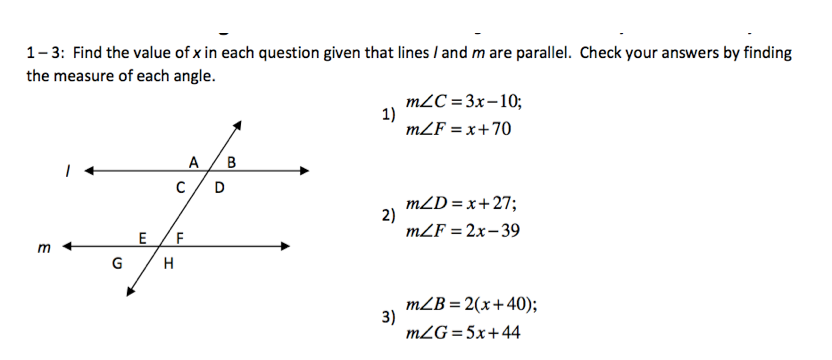 1–3: Find the value of x in each question given that lines l and m are parallel. Check your answers by finding
the measure of each angle.
1) m∠C = 3x – 10;
m∠F = x + 70
l
A B
C D
2) m∠D = x + 27;
m∠F = 2x – 39
m
E F
G H
3) m∠B = 2(x + 40);
m∠G = 5x + 44